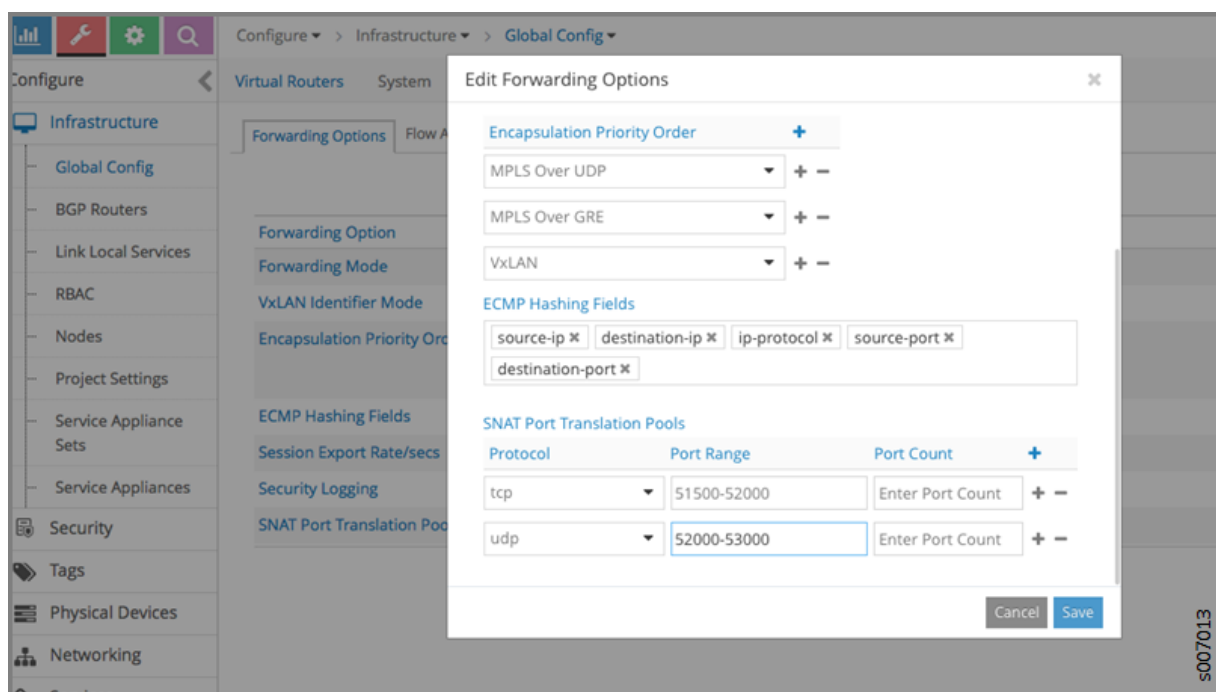 Configure > Infrastructure > Global Config
Configure
Virtual Routers System
Infrastructure
Global Config
BGP Routers
Link Local Services
RBAC
Nodes
Project Settings
Service Appliance
Sets
Service Appliances
Security
Tags
Physical Devices
Networking
Forwarding Options Flow A
Forwarding Option
Forwarding Mode
VxLAN Identifier Mode
Encapsulation Priority Ord
ECMP Hashing Fields
Session Export Rate/secs
Security Logging
SNAT Port Translation Poo
Edit Forwarding Options
Encapsulation Priority Order
MPLS Over UDP
MPLS Over GRE
VxLAN
ECMP Hashing Fields
source-ip destination-ip ip-protocol source-port
destination-port
SNAT Port Translation Pools
Protocol Port Range Port Count
tcp 51500-52000 Enter Port Count
udp 52000-53000 Enter Port Count
Cancel Save
s007013